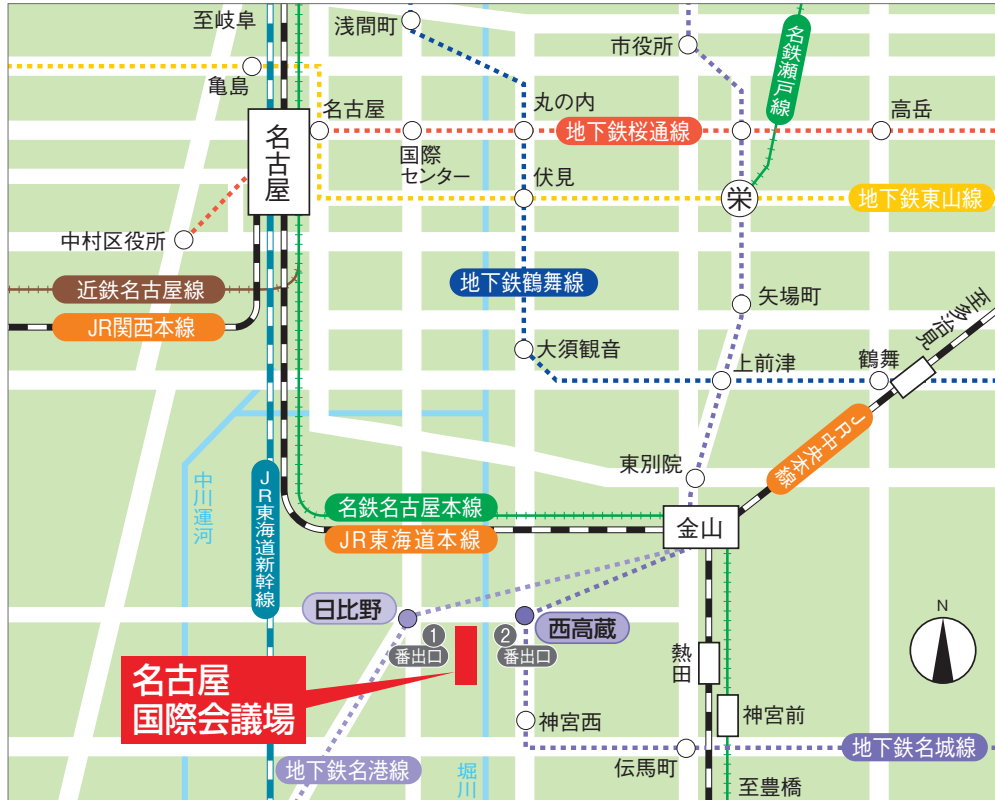 至岐阜
浅間町
市役所
名鉄瀬戸線
亀島
名古屋
丸の内
地下鉄桜通線
高岳
名古屋
国際
センター
伏見
栄
地下鉄東山線
中村区役所
近鉄名古屋線
地下鉄鶴舞線
矢場町
JR関西本線
至多治見
大須観音
上前津
鶴舞
JR中央本線
東別院
中川運河
JR東海道新幹線
名鉄名古屋本線
JR東海道本線
金山
日比野
1
番出口
2
番出口
西高蔵
N
熱田
名古屋
国際会議場
神宮西
神宮前
地下鉄名城線
伝馬町
地下鉄名港線
堀川
至豊橋